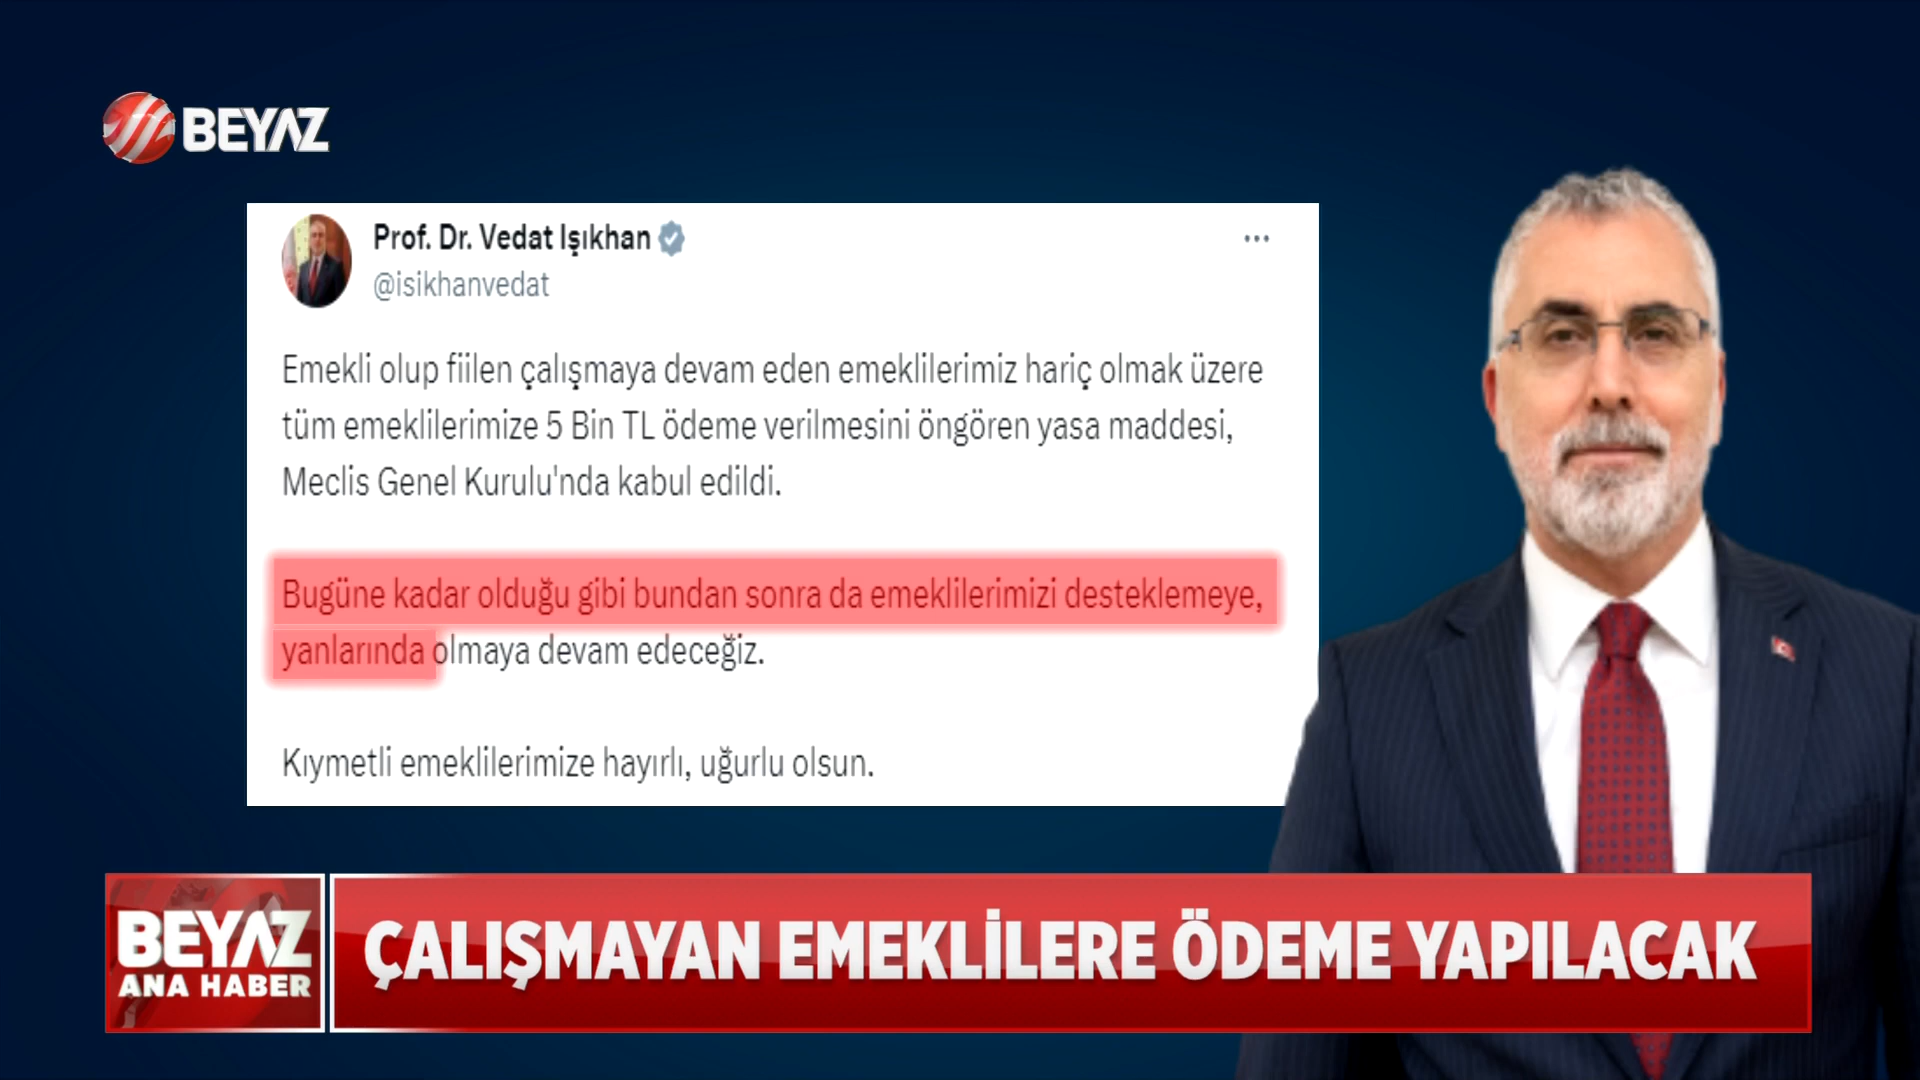 BEYAZ
Prof. Dr. Vedat Işıkhan
@isikhanvedat
Emekli olup fiilen çalışmaya devam eden emeklilerimiz hariç olmak üzere
tüm emeklilerimize 5 Bin TL ödeme verilmesini öngören yasa maddesi,
Meclis Genel Kurulu'nda kabul edildi.
Bugüne kadar olduğu gibi bundan sonra da emeklilerimizi desteklemeye,
yanlarında olmaya devam edeceğiz.
Kıymetli emeklilerimize hayırlı, uğurlu olsun.
BEYAZ
ANA HABER
ÇALIŞMAYAN EMEKLİLERE ÖDEME YAPILACAK